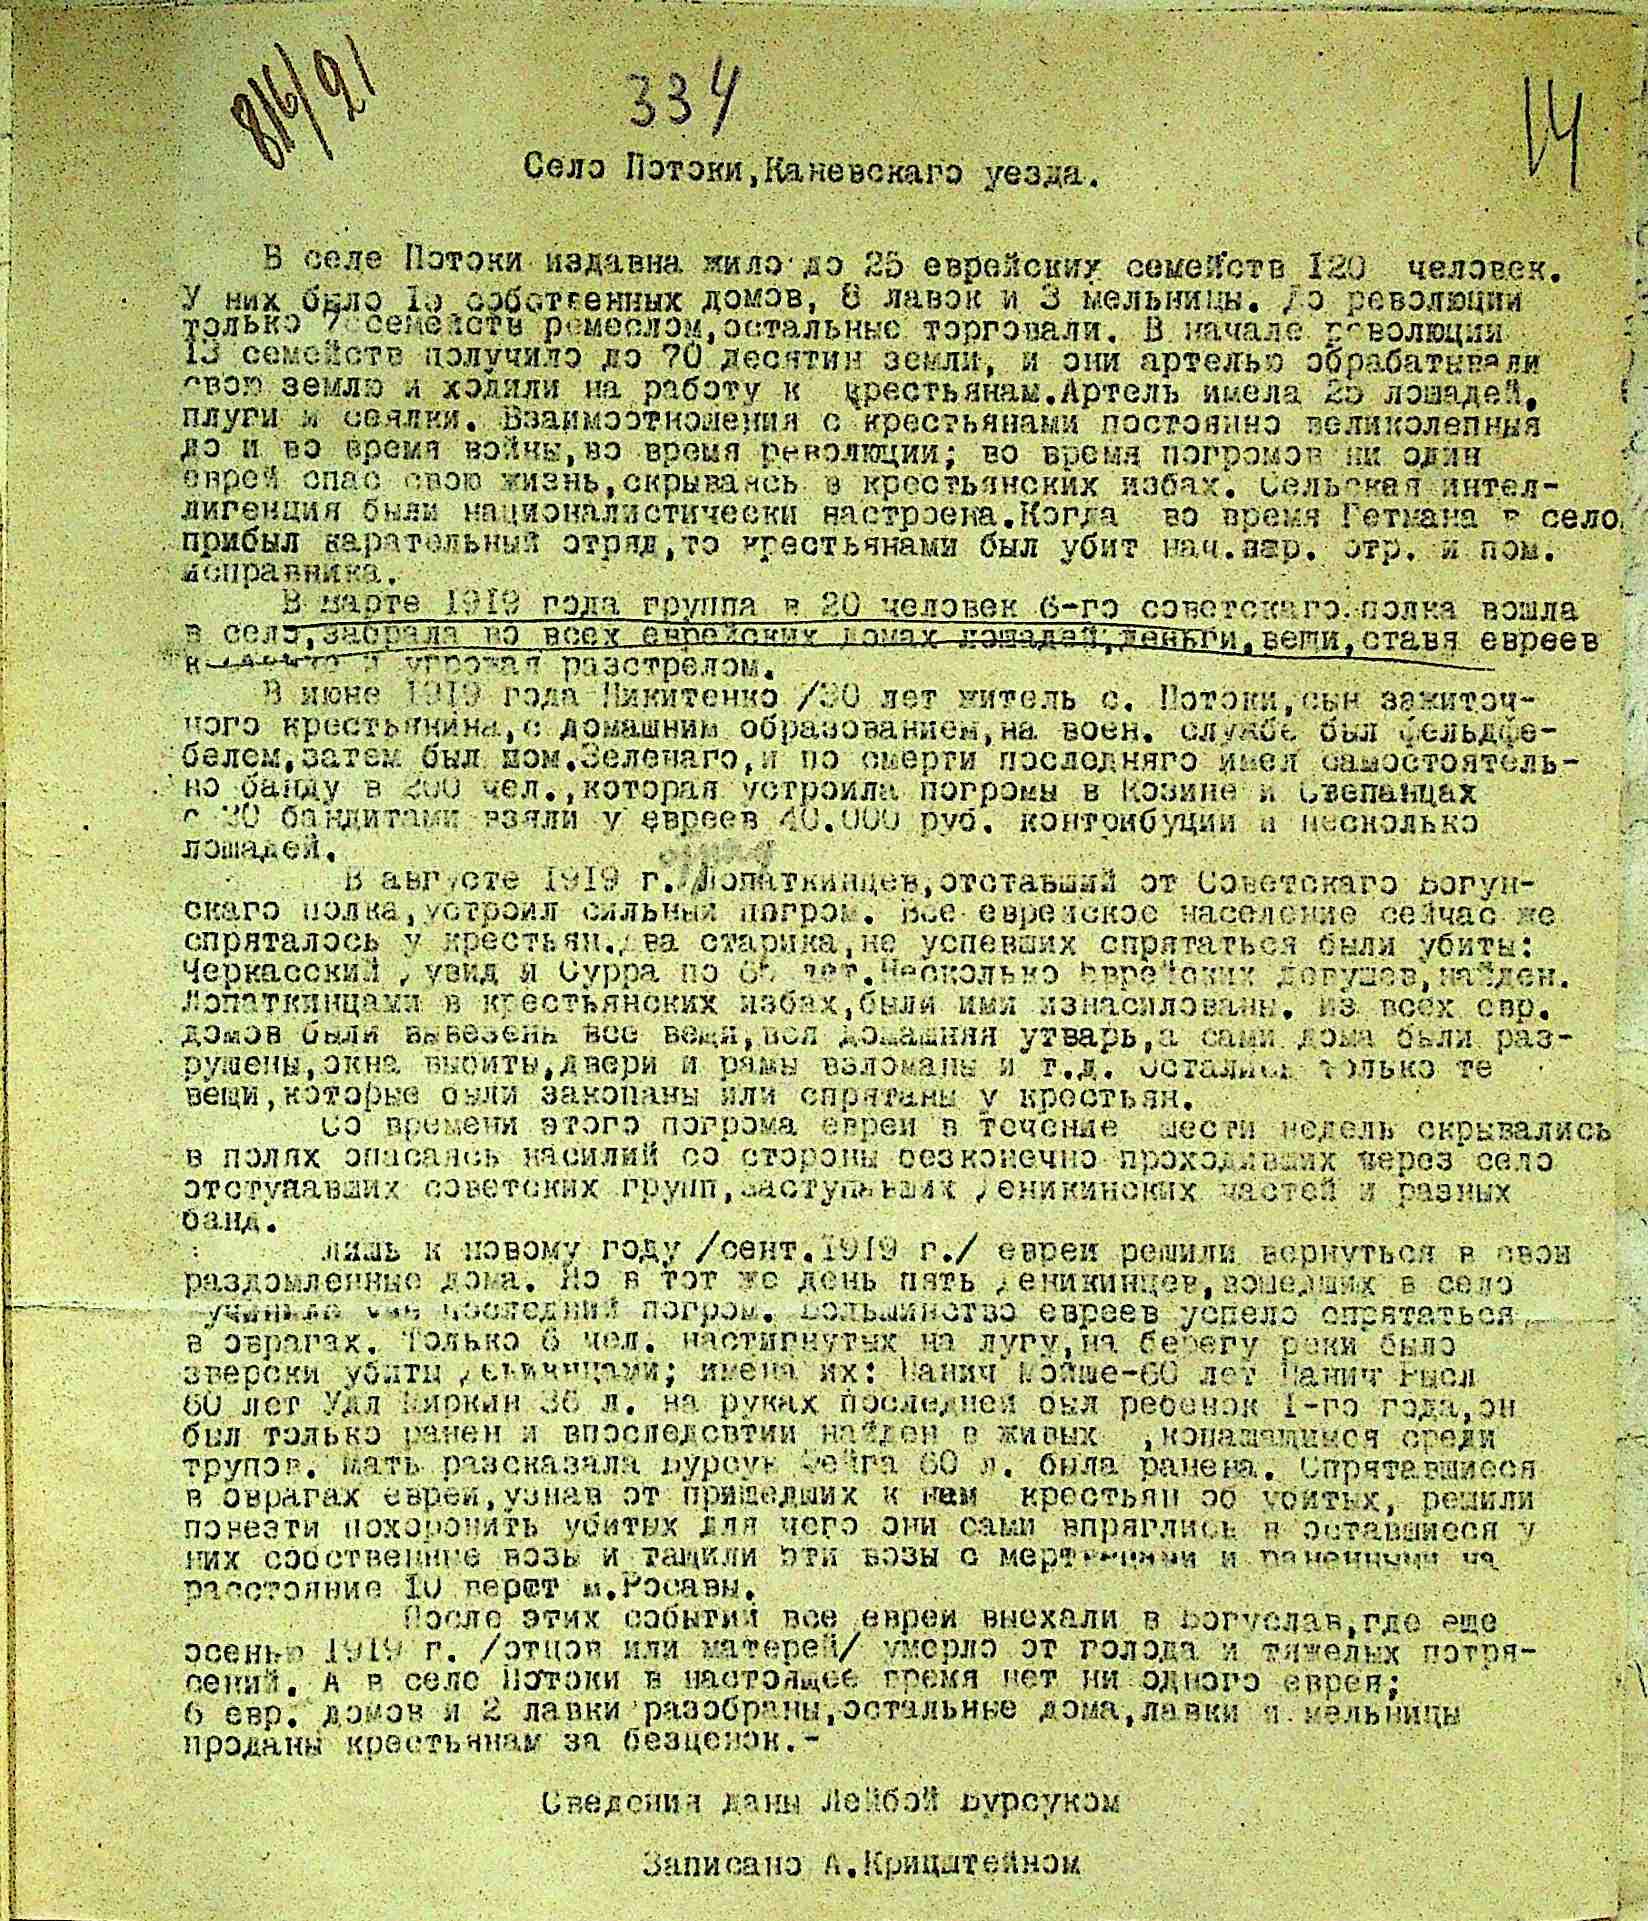 816/21
334
14
Село Потоки,Каневскаго уезда.
В селе Потоки издавна жило до 25 еврейских семейств 120 человек.
У них было собственных домов, 8 лавок и 3 мельницы. До революции
только 7 семейств ремеслом,остальные торговали. В начале революции
13 семейств получило до 70 десятин земли, и они артелью обрабатывали
свою землю и ходили на работу к крестьянам.Артель имела 25 лошадей,
плуги и сеялки. Взаимоотношения с крестьянами постоянно великолепныя
до и во время войны,во время революции; во время погромов ни один
еврей спас свою жизнь,скрываясь в крестьянских избах. Сельская интел-
лигенция были националистически настроена.Когда во время Гетмана в село
прибыл карательный отряд,то крестьянами был убит нач.кар. отр. и пом.
исправника.
В марте 1919 года группа в 20 человек 6-го советскаго полка вошла
в село,забрала во всех еврейских домах лошадей,деньги,вещи,ставя евреев
к и угрожая разстрелом.
В июне 1919 года Никитенко /30 лет житель с. Потоки,сын зажиточ-
ного крестьянина,с домашним образованием,на воен. службе был фельдфе-
белем,затем был пом.Зеленаго,и по смерти последняго имел самостоятель-
но банду в 200 чел.,которая устроила погромы в Козине и Степанцах
с 30 бандитами взяли у евреев 40.000 руб. контрибуции и несколько
лошадей.
В августе 1919 г. Лопаткинцев,отставший от Советскаго Богун-
скаго полка,устроил сильный погром. Все еврейское население сейчас же
спряталось у крестьян.Два старика,не успевших спрятаться были убиты:
Черкасский Дувид и Сурра по лет.Несколько еврейских девушек,найден.
Лопаткинцами в крестьянских избах,были ими изнасилованы. Из всех евр.
домов были вывезены все вещи,вся домашняя утварь,а сами дома были раз-
рушены,окна выбиты,двери и рамы взломаны и т.д. Остались только те
вещи,которые были закопаны или спрятаны у крестьян.
Со времени этого погрома евреи в течение шести недель скрывались
в полях опасаясь насилий со стороны безконечно проходивших через село
отступавших советских групп,наступавших Деникинских частей и разных
банд.
лишь к новому году /сент.1919 г./ евреи решили вернуться в свои
раздомленные дома. Но в тот же день пять Деникинцев,вошедших в село
учинило последний погром. Большинство евреев успело спрятаться
в оврагах. Только 6 чел. настигнутых на лугу,на берегу реки было
зверски убиты Деникинцами; имена их: Мойше-60 лет Рысл
60 лет Удл Киркин 36 л. на руках последней был ребенок 1-го года,он
был только ранен и впоследствии найден в живых ,копашащимся среди
трупов. Мать разсказала Бурсук Фейга 60 л. была ранена. Спрятавшиеся
в оврагах евреи,узнав от пришедших к ним крестьян об убитых, решили
повезти похоронить убитых для чего они сами впряглись в оставшиеся у
них собственные возы и тащили эти возы с мертвецами и ранеными на
расстояние 10 верст м.Росавы.
После этих событий все евреи выехали в Богуслав,где еще
осенью 1919 г. /отцов или матерей/ умерло от голода и тяжелых потря-
сений. А в село Потоки в настоящее время нет ни одного еврея;
6 евр. домов и 2 лавки разобраны,остальные дома,лавки и мельницы
проданы крестьянам за безценок.-
Сведения даны Лейбой Бурсуком
Записано А.Крицштейном